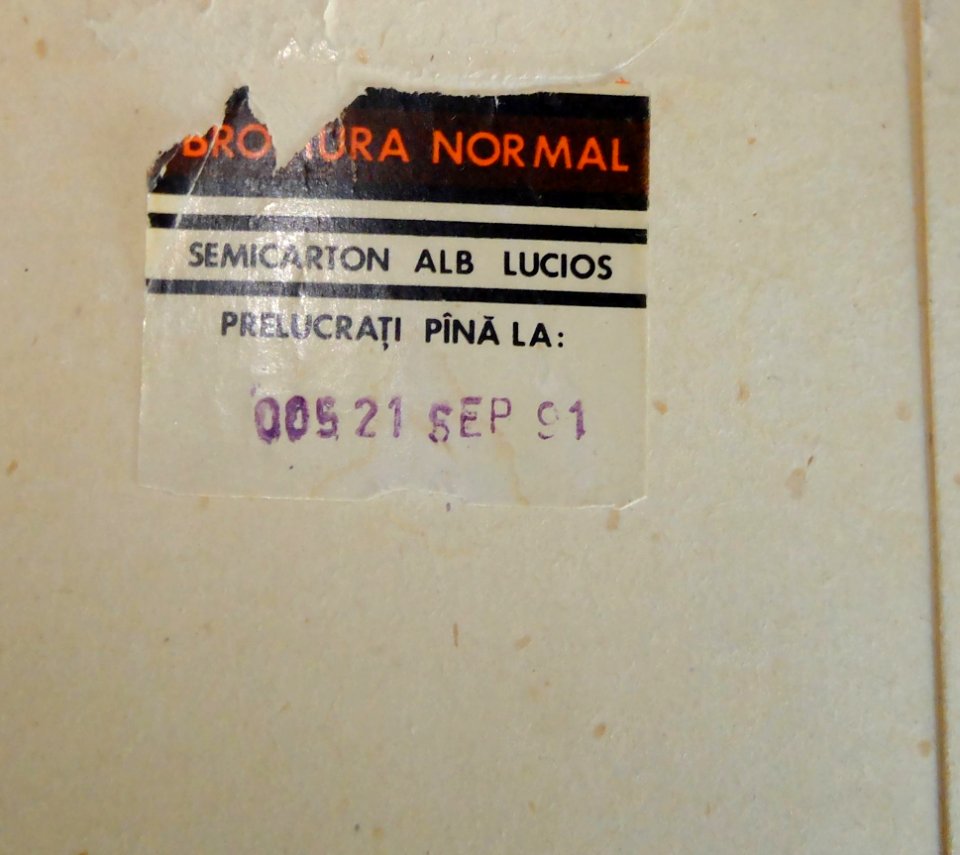 NORMAL
SEMICARTON ALB LUCIOS
PRELUCRAȚI PÎNĂ LA:
005 21 SEP 91